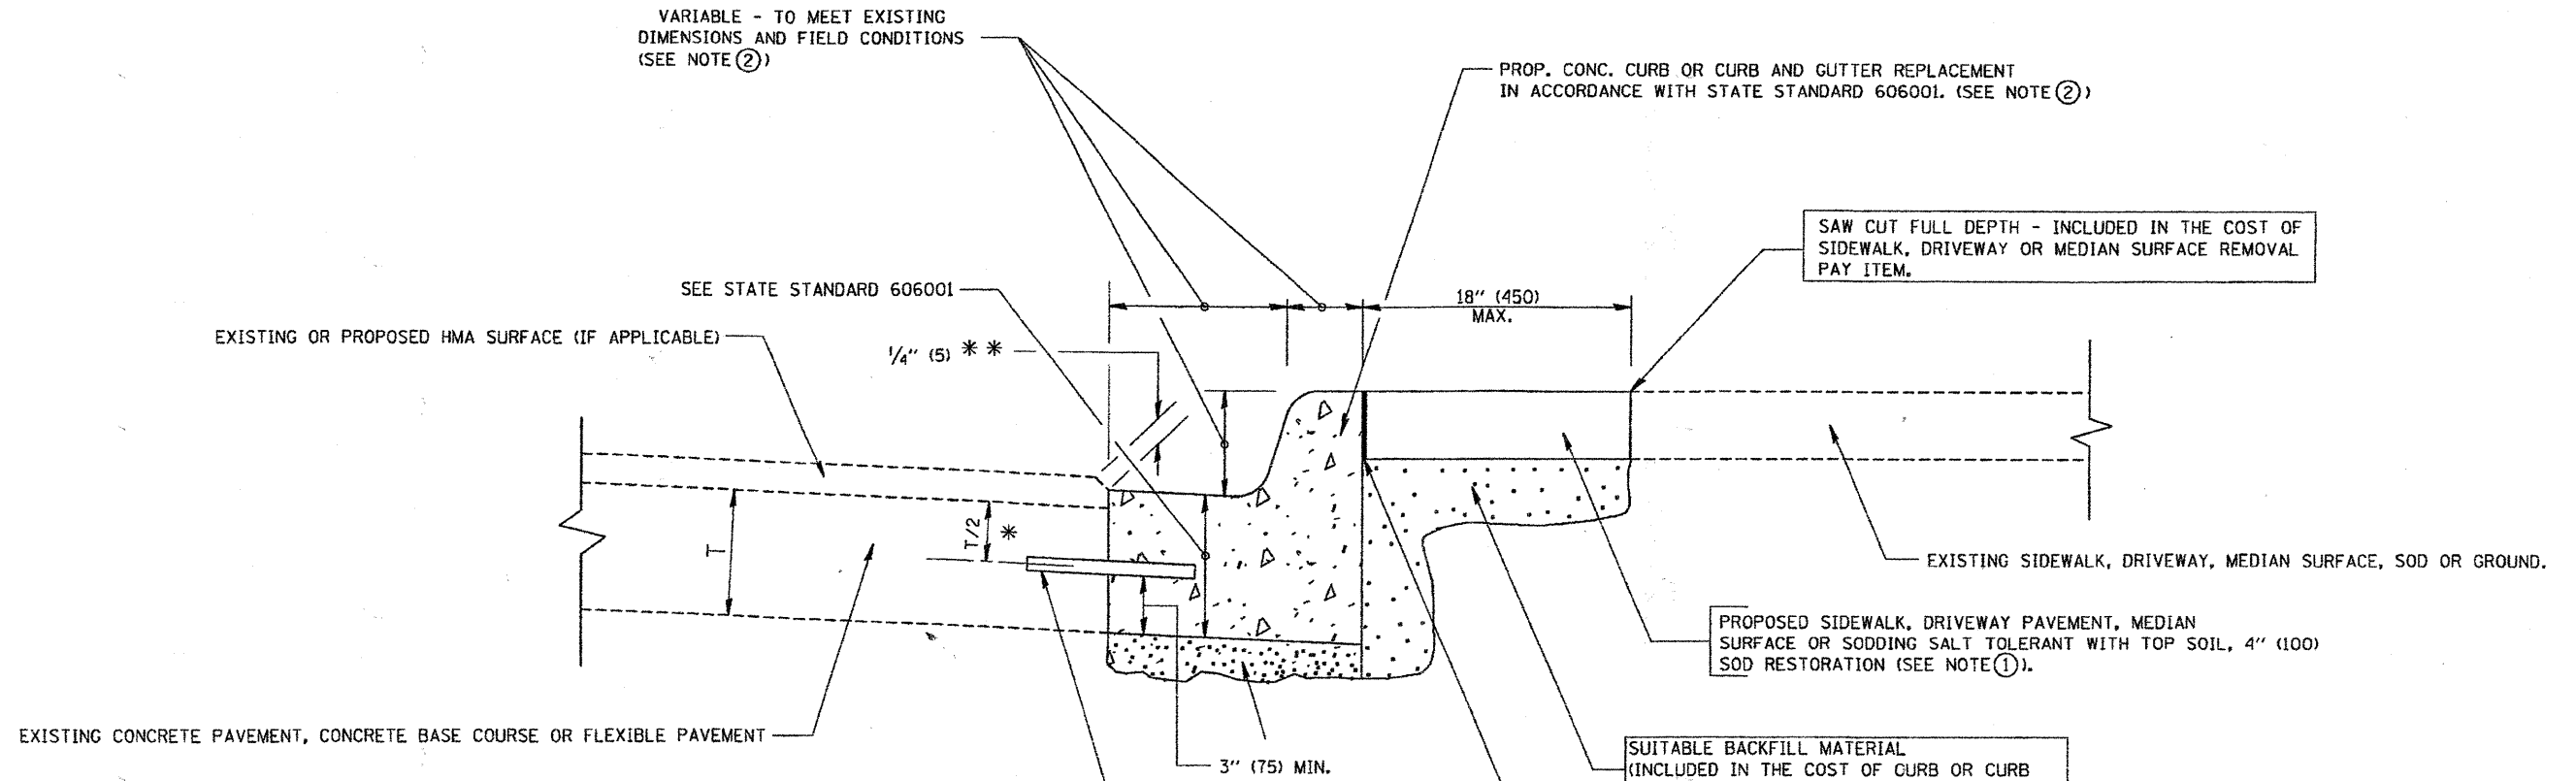 VARIABLE - TO MEET EXISTING
DIMENSIONS AND FIELD CONDITIONS
(SEE NOTE ②)
PROP. CONC. CURB OR CURB AND GUTTER REPLACEMENT
IN ACCORDANCE WITH STATE STANDARD 606001. (SEE NOTE ②)
SAW CUT FULL DEPTH - INCLUDED IN THE COST OF
SIDEWALK, DRIVEWAY OR MEDIAN SURFACE REMOVAL
PAY ITEM.
SEE STATE STANDARD 606001
18" (450)
MAX.
EXISTING OR PROPOSED HMA SURFACE (IF APPLICABLE)
1/4" (5) * *
T
T/2 *
EXISTING SIDEWALK, DRIVEWAY, MEDIAN SURFACE, SOD OR GROUND.
PROPOSED SIDEWALK, DRIVEWAY PAVEMENT, MEDIAN
SURFACE OR SODDING SALT TOLERANT WITH TOP SOIL, 4" (100)
SOD RESTORATION (SEE NOTE ①).
EXISTING CONCRETE PAVEMENT, CONCRETE BASE COURSE OR FLEXIBLE PAVEMENT
3" (75) MIN.
SUITABLE BACKFILL MATERIAL
(INCLUDED IN THE COST OF CURB OR CURB